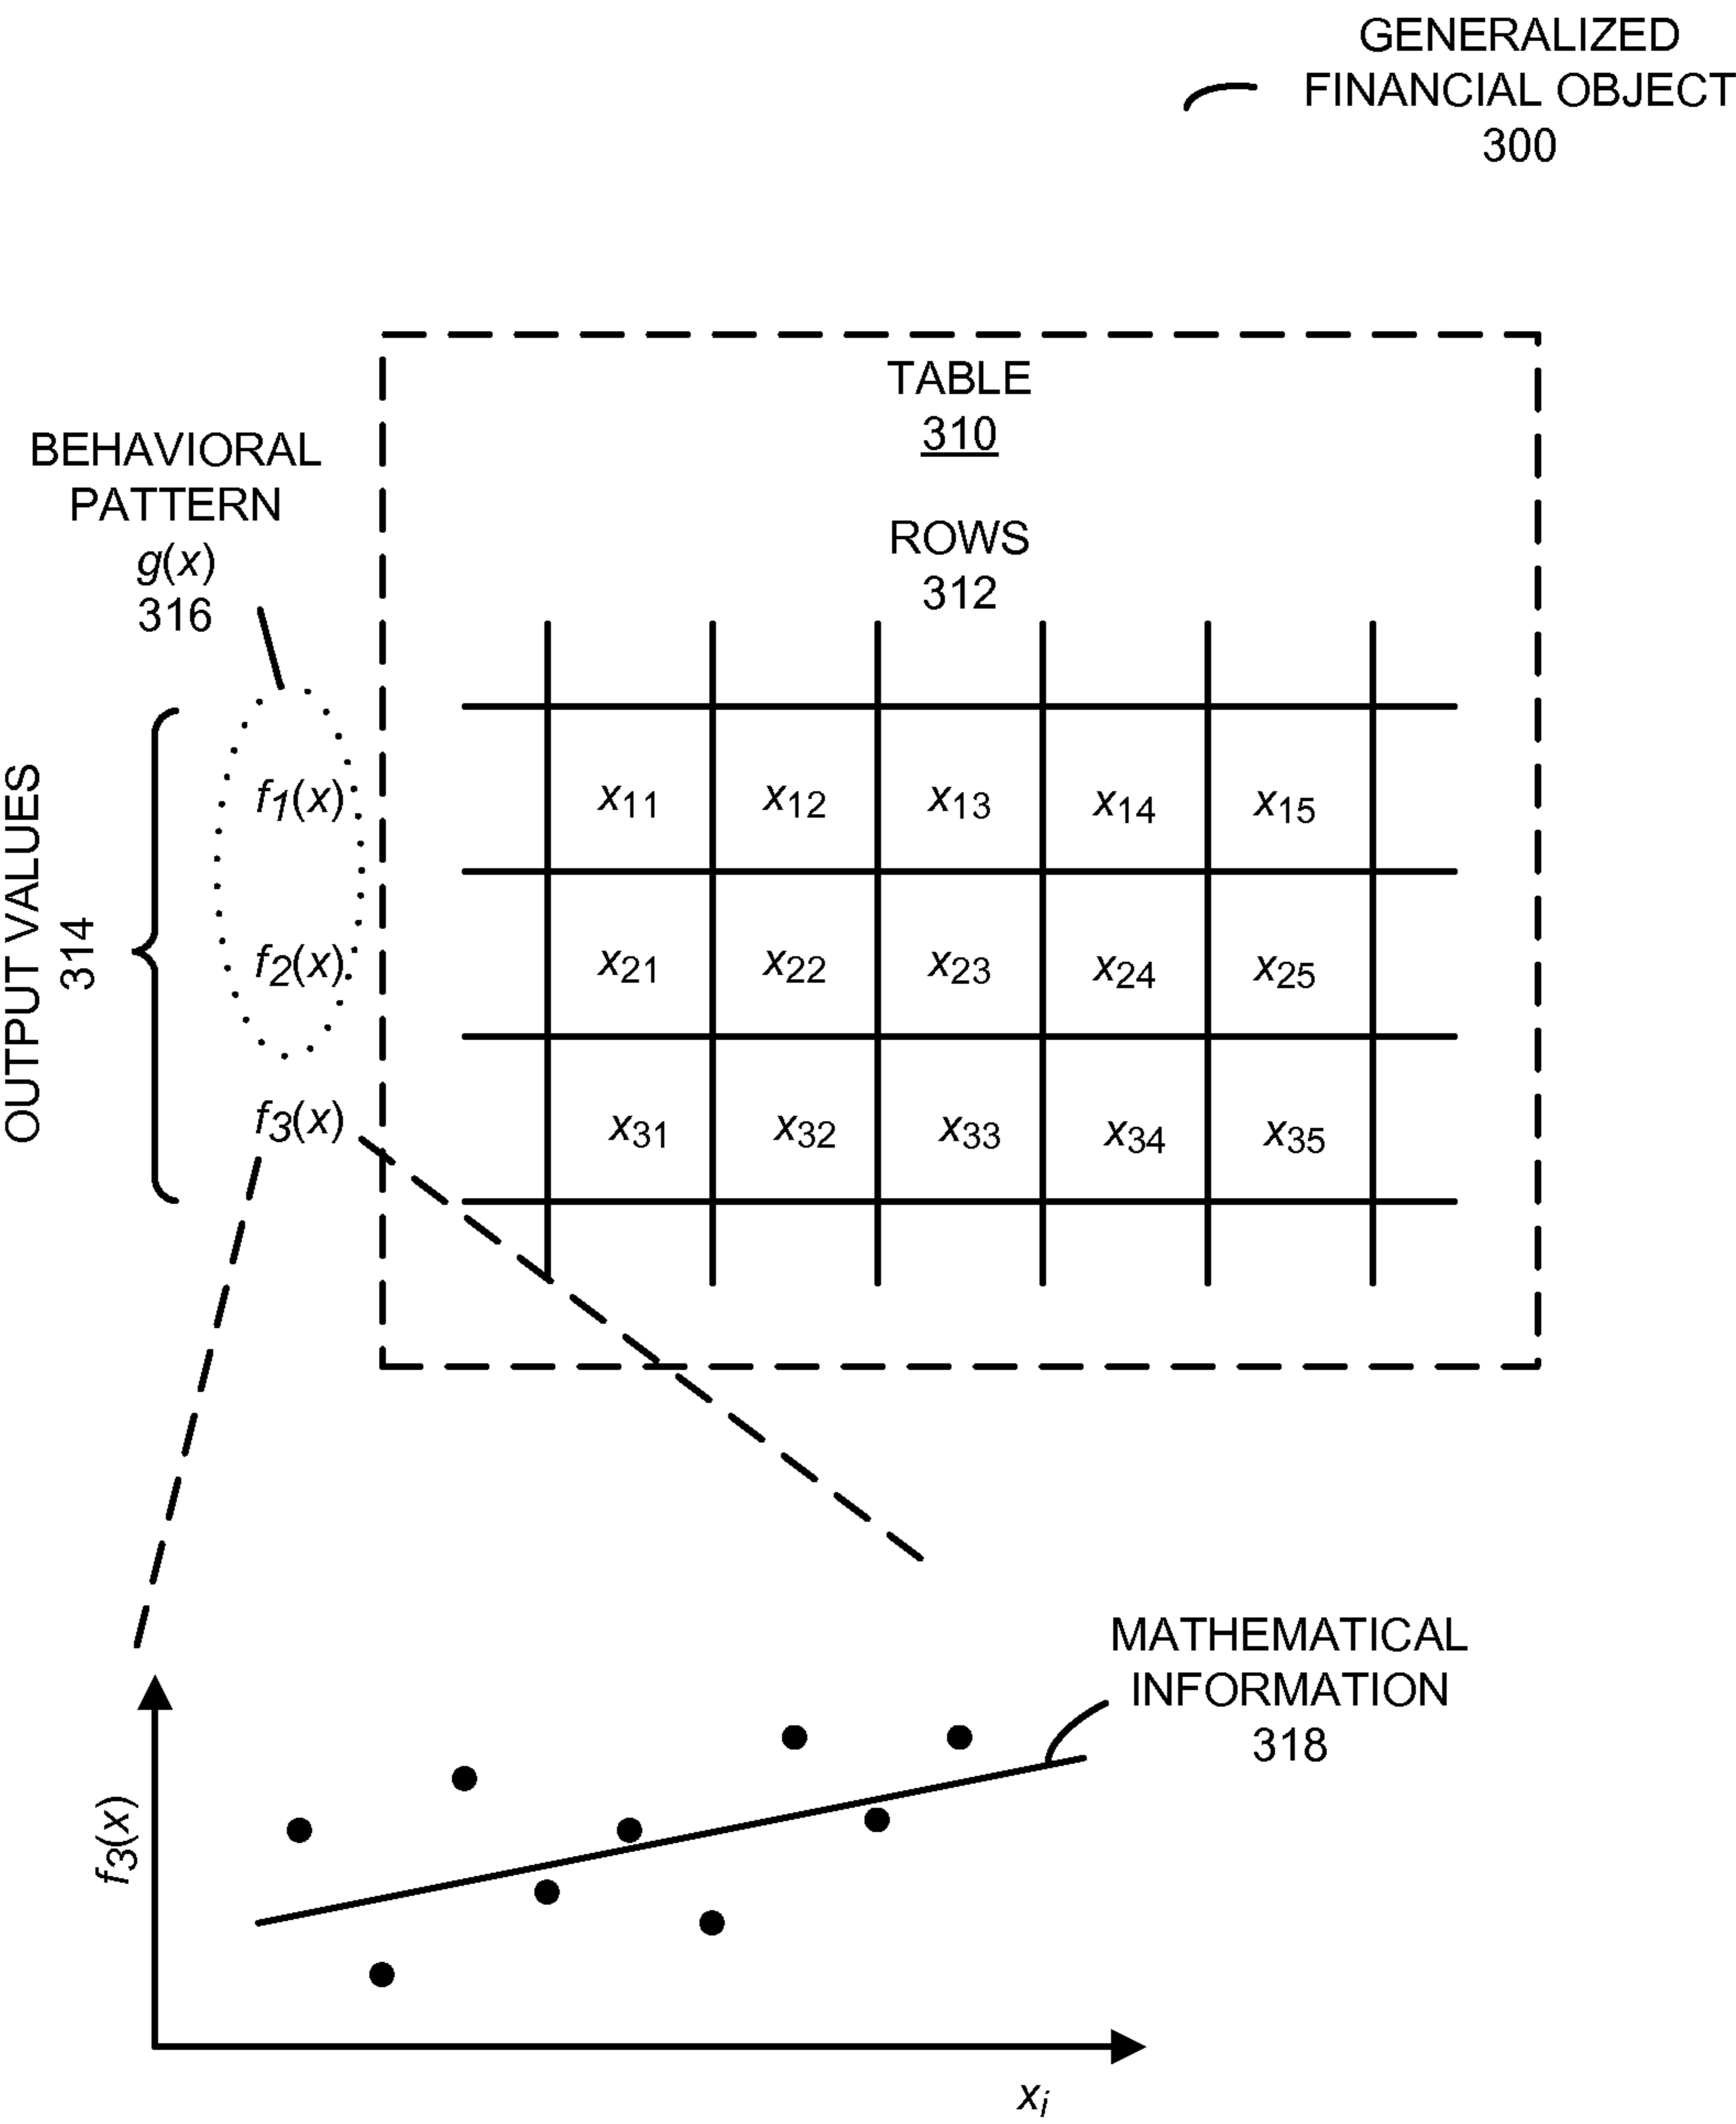 GENERALIZED
FINANCIAL OBJECT
300
TABLE
310
BEHAVIORAL
PATTERN
g(x)
316
ROWS
312
OUTPUT VALUES
314
f1(x) x11 x12 x13 x14 x15
f2(x) x21 x22 x23 x24 x25
f3(x) x31 x32 x33 x34 x35
MATHEMATICAL
INFORMATION
318
f3(x)
xi